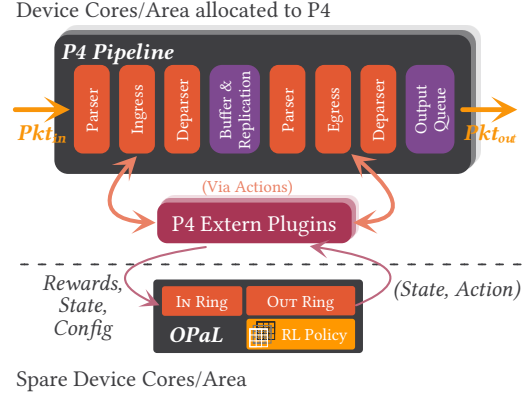 Device Cores/Area allocated to P4
P4 Pipeline
Parser
Ingress
Deparser
Buffer &
Replication
Parser
Egress
Deparser
Output
Queue
Pkt_in
Pkt_out
(Via Actions)
P4 Extern Plugins
Rewards,
State,
Config
(State, Action)
In Ring
Out Ring
OPaL
RL Policy
Spare Device Cores/Area